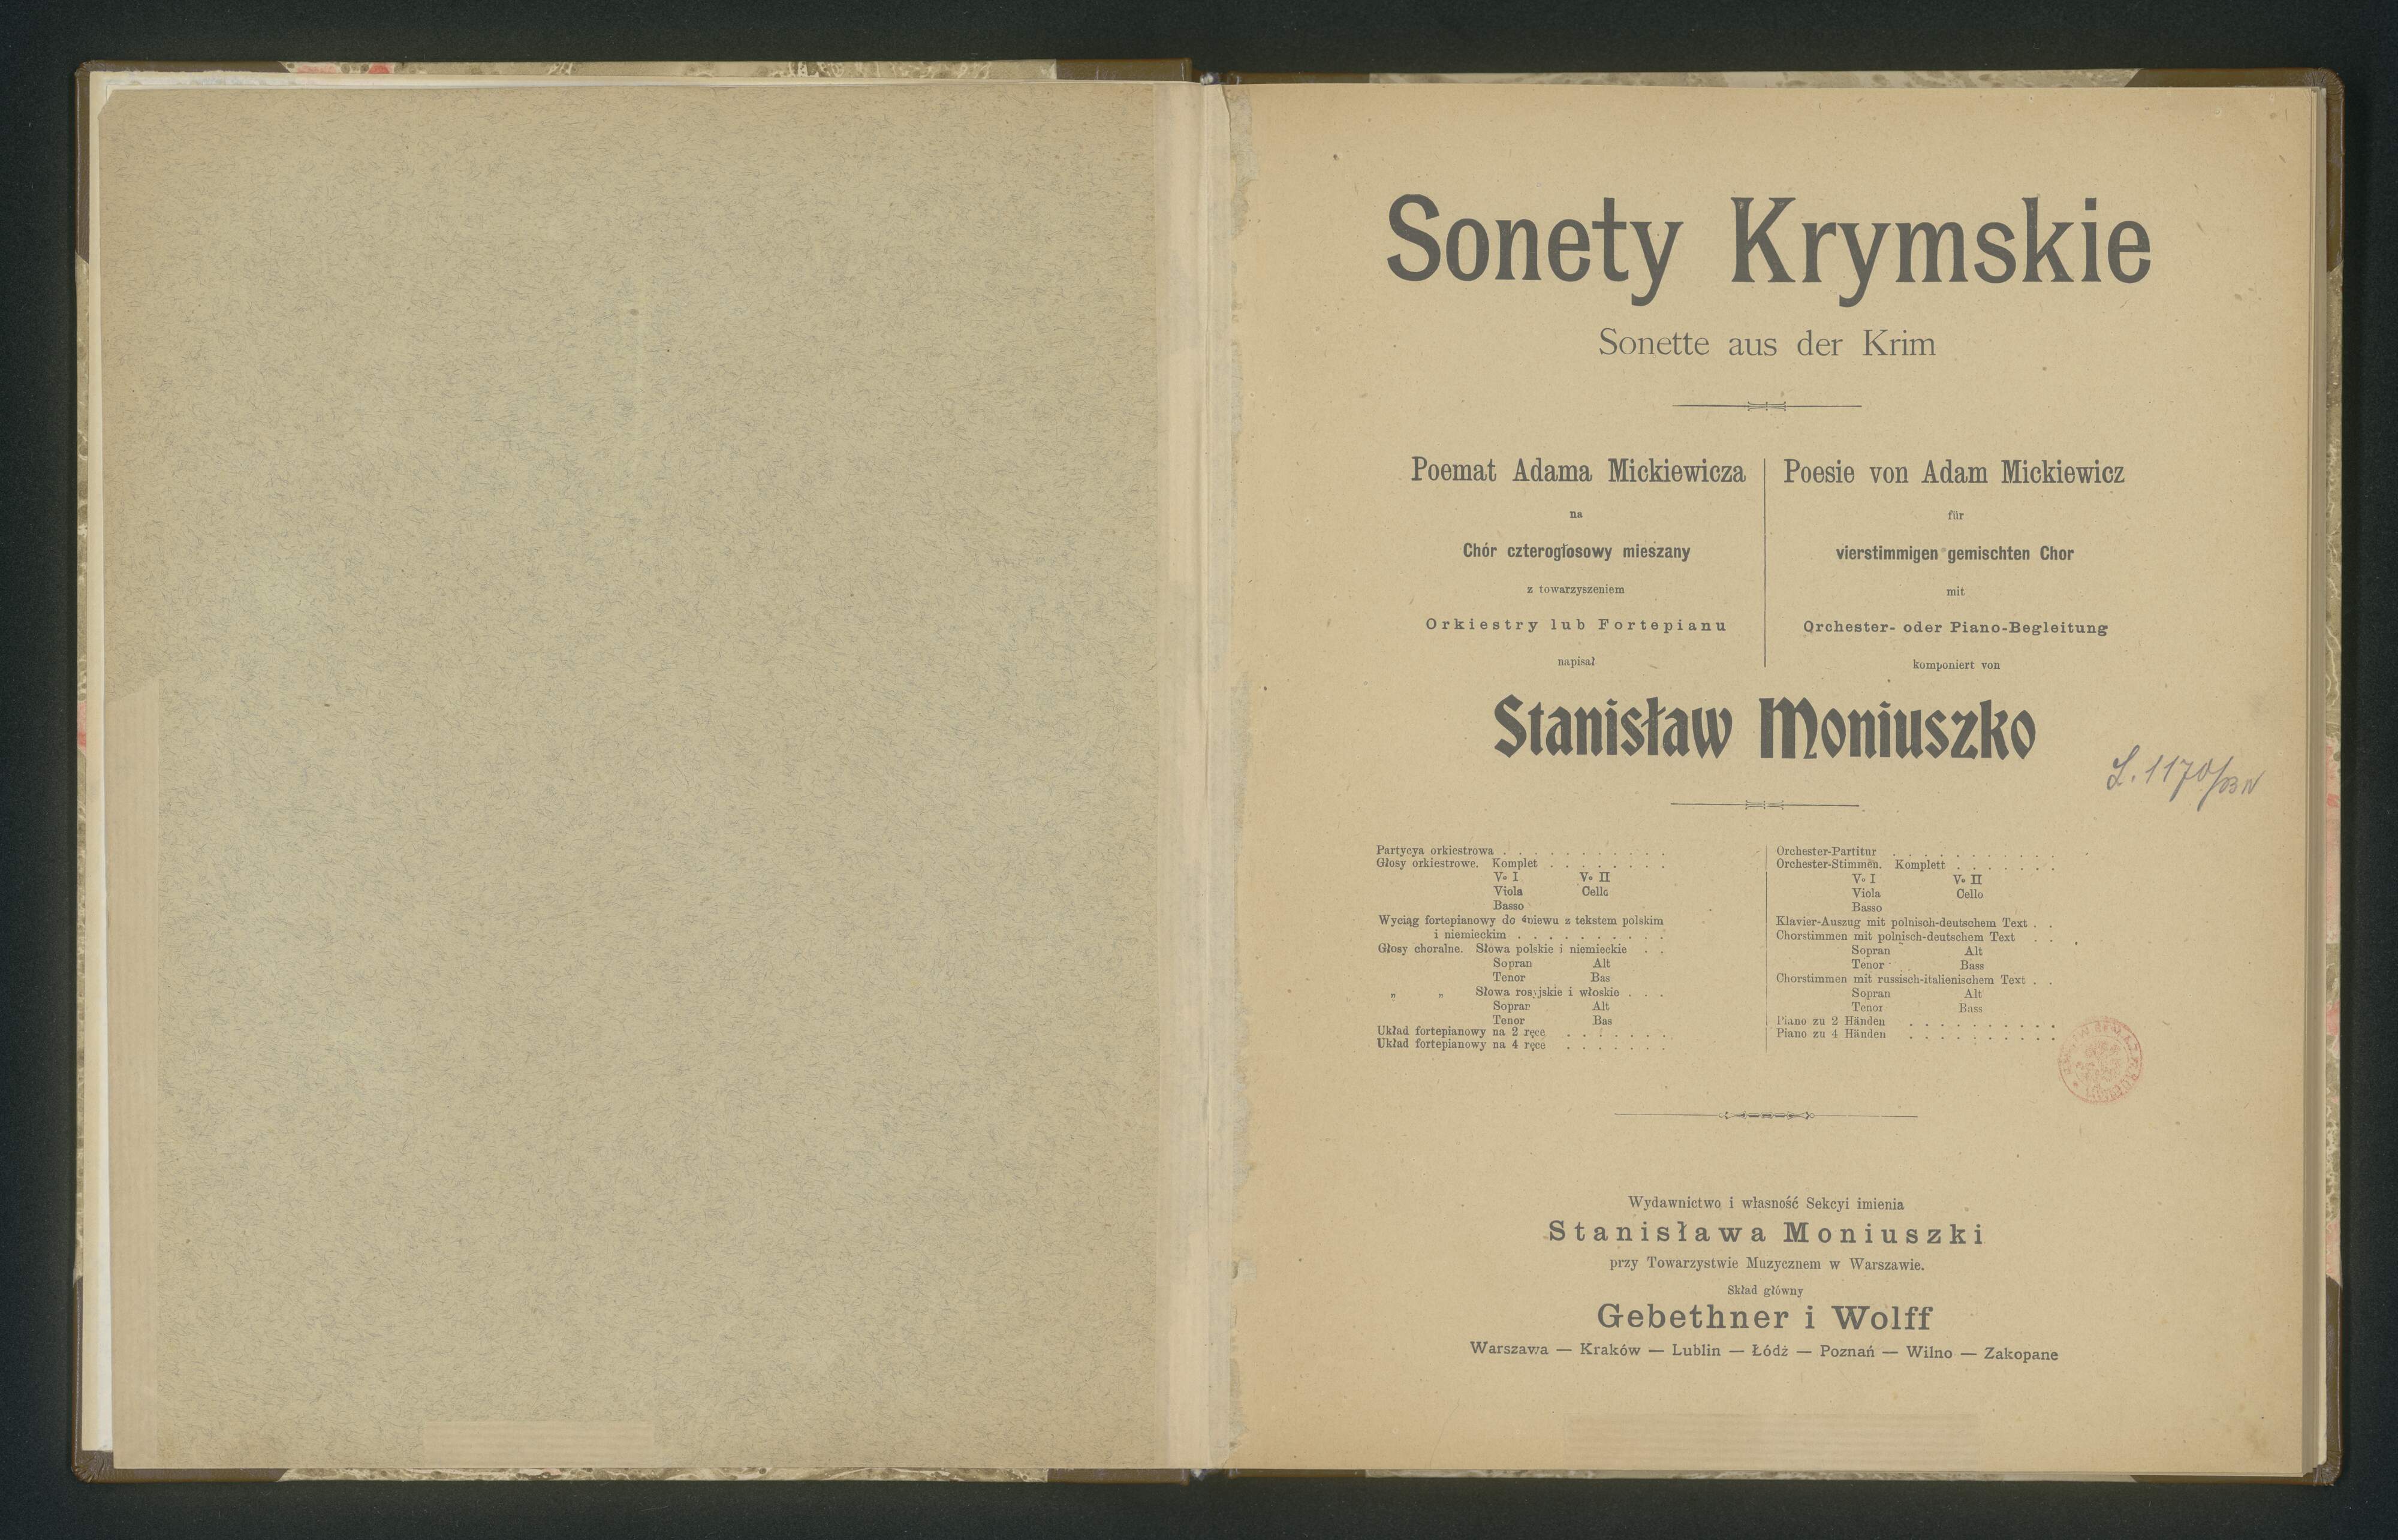 Sonety Krymskie
Sonette aus der Krim
Poemat Adama Mickiewicza
na
Chór czterogłosowy mieszany
z towarzyszeniem
Orkiestry lub Fortepianu
napisał
Poesie von Adam Mickiewicz
für
vierstimmigen gemischten Chor
mit
Orchester- oder Piano-Begleitung
komponiert von
Stanisław Moniuszko
L. 1170/BN
Partycya orkiestrowa . . . . . . . . . . .
Głosy orkiestrowe. Komplet . . . . . . . .
Vo I Vo II
Viola Cello
Basso
Wyciąg fortepianowy do śniewu z tekstem polskim
i niemieckim . . . . . . . . . .
Głosy choralne. Słowa polskie i niemieckie . .
Sopran Alt
Tenor Bas
„ „ Słowa rosyjskie i włoskie . . .
Sopran Alt
Tenor Bas
Układ fortepianowy na 2 ręce . . . . . . .
Układ fortepianowy na 4 ręce . . . . . . .
Orchester-Partitur . . . . . . . . . . .
Orchester-Stimmen. Komplett . . . . . . .
Vo I Vo II
Viola Cello
Basso
Klavier-Auszug mit polnisch-deutschem Text . .
Chorstimmen mit polnisch-deutschem Text . .
Sopran Alt
Tenor Bass
Chorstimmen mit russisch-italienischem Text . .
Sopran Alt
Tenor Bass
Piano zu 2 Händen . . . . . . . . . .
Piano zu 4 Händen . . . . . . . . . .
Wydawnictwo i własność Sekcyi imienia
Stanisława Moniuszki
przy Towarzystwie Muzycznem w Warszawie.
Skład główny
Gebethner i Wolff
Warszawa — Kraków — Lublin — Łódź — Poznań — Wilno — Zakopane